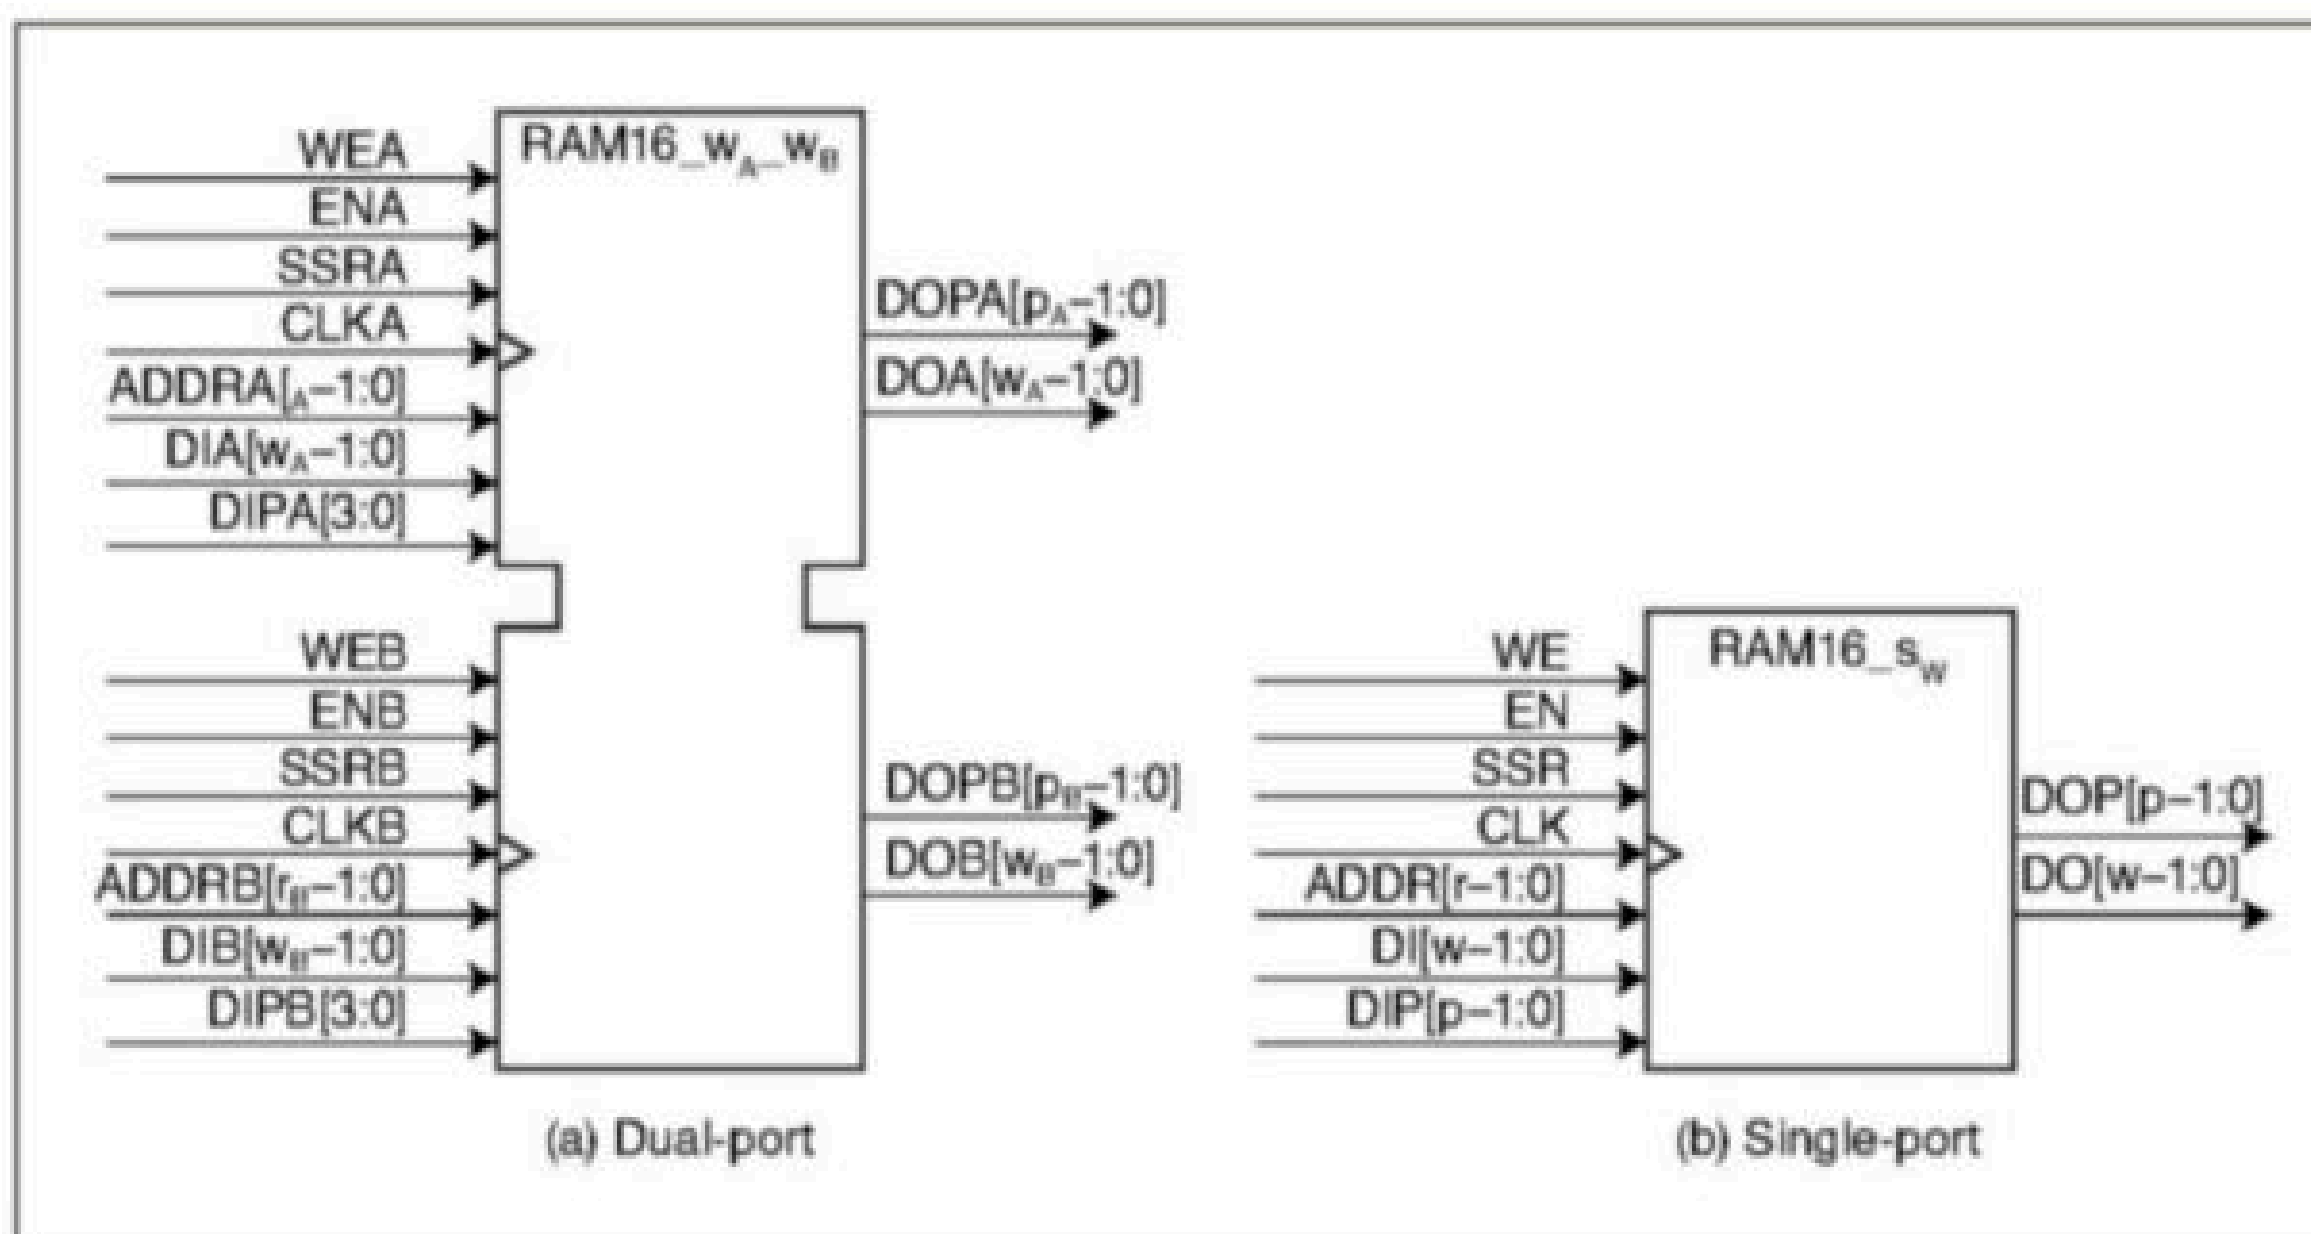 RAM16_wA_wB
WEA
ENA
SSRA
CLKA
ADDRA[A–1:0]
DIA[wA–1:0]
DIPA[3:0]
DOPA[pA–1:0]
DOA[wA–1:0]
WEB
ENB
SSRB
CLKB
ADDRB[rB–1:0]
DIB[wB–1:0]
DIPB[3:0]
DOPB[pB–1:0]
DOB[wB–1:0]
(a) Dual-port
RAM16_sW
WE
EN
SSR
CLK
ADDR[r–1:0]
DI[w–1:0]
DIP[p–1:0]
DOP[p–1:0]
DO[w–1:0]
(b) Single-port